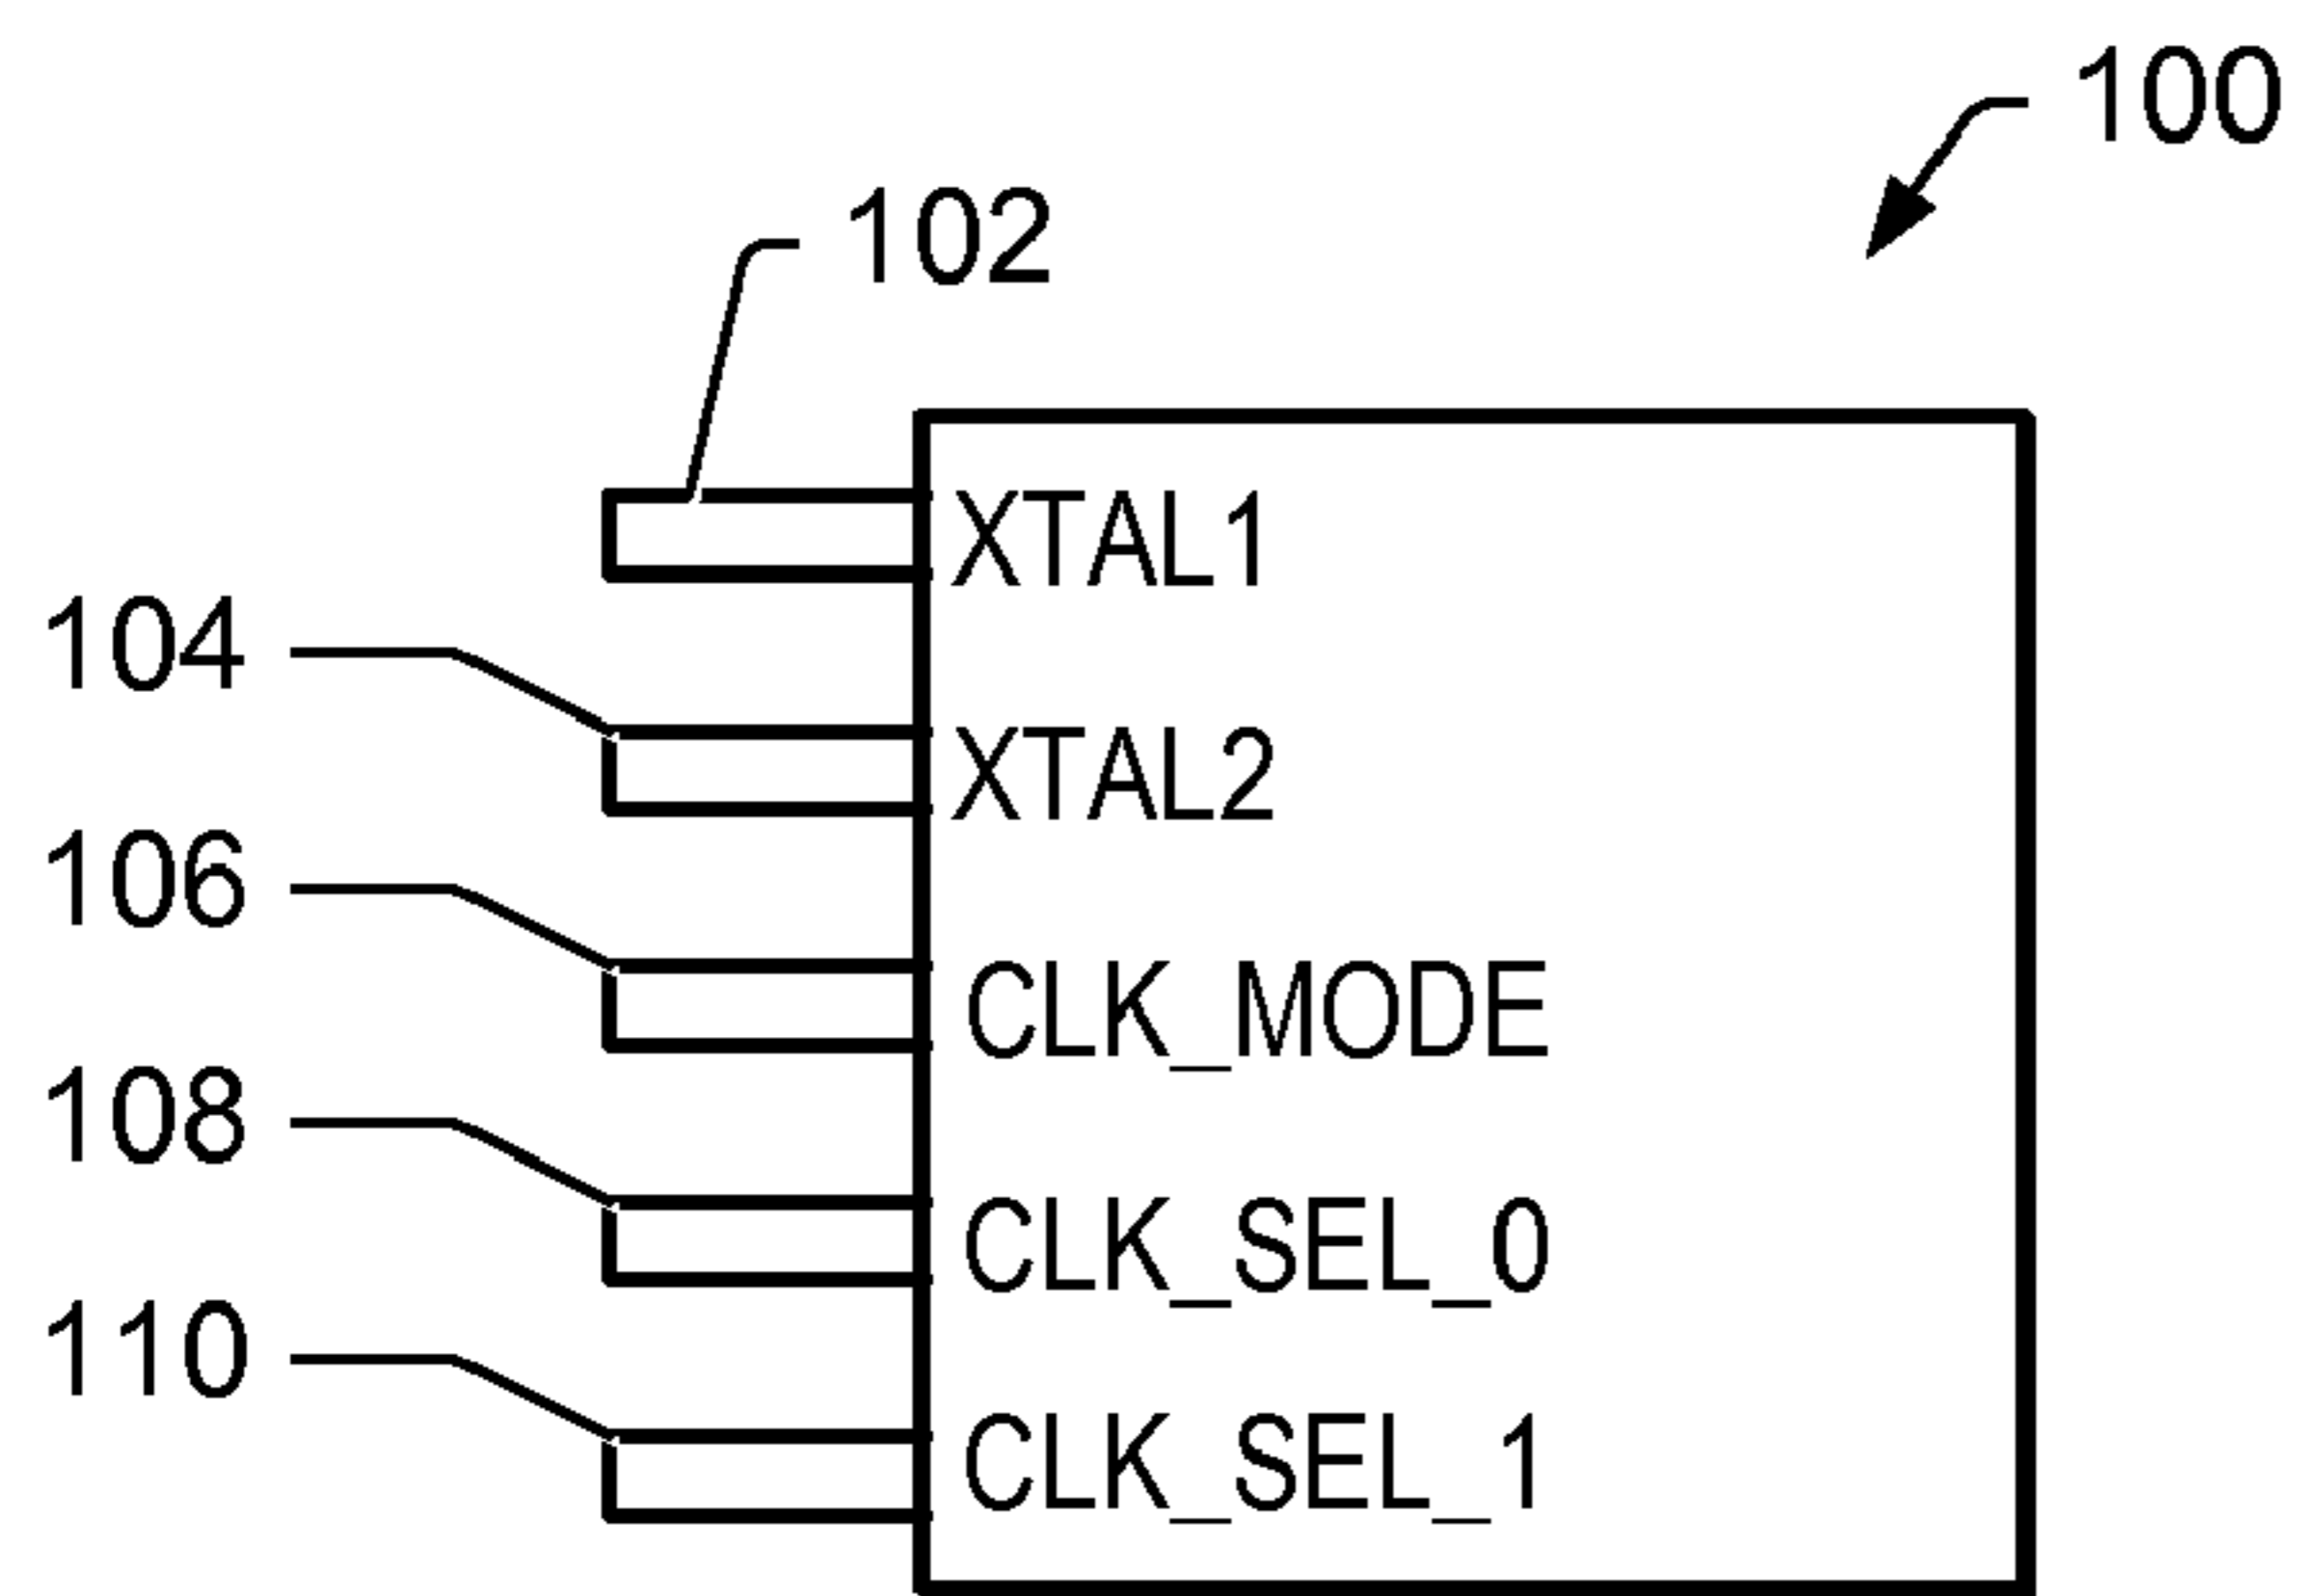 100
102
XTAL1
104
XTAL2
106
CLK_MODE
108
CLK_SEL_0
110
CLK_SEL_1